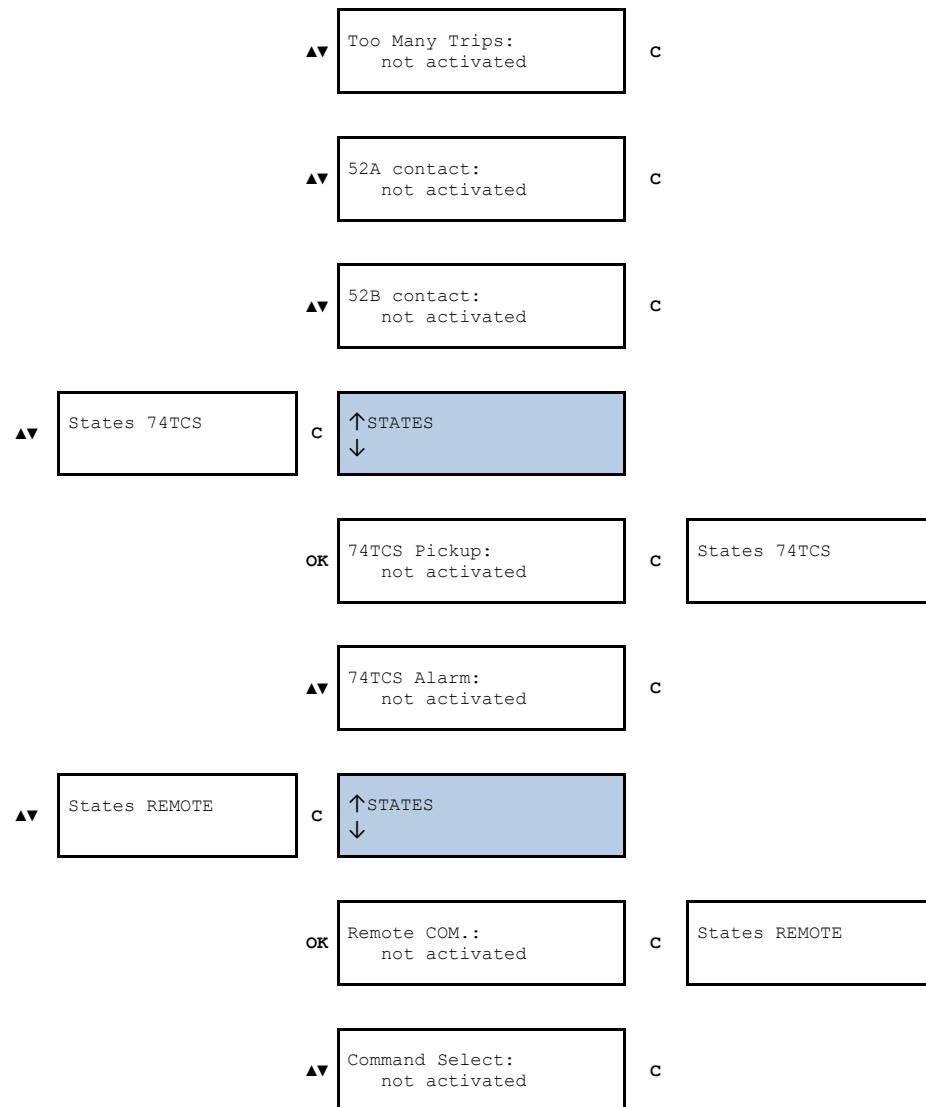 ▲▼ Too Many Trips: C
not activated
▲▼ 52A contact: C
not activated
▲▼ 52B contact: C
not activated
▲▼ States 74TCS C ↑STATES
↓
OK 74TCS Pickup: C States 74TCS
not activated
▲▼ 74TCS Alarm: C
not activated
▲▼ States REMOTE C ↑STATES
↓
OK Remote COM.: C States REMOTE
not activated
▲▼ Command Select: C
not activated